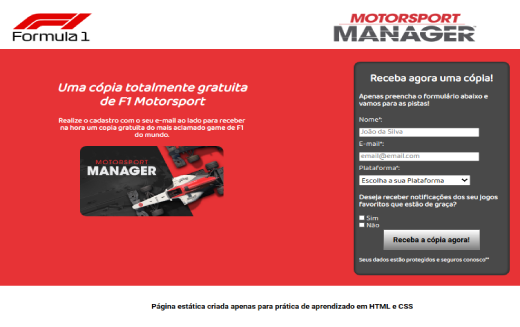 Formula 1
MOTORSPORT
MANAGER
Uma cópia totalmente gratuita
de F1 Motorsport
Realize o cadastro com o seu e-mail ao lado para receber
na hora um copia gratuita do mais aclamado game de F1
do mundo.
MOTORSPORT
MANAGER
Receba agora uma cópia!
Apenas preencha o formulário abaixo e
vamos para as pistas!
Nome*:
João da Silva
E-mail*:
email@email.com
Plataforma*:
Escolha a sua Plataforma
Deseja receber notificações dos seu jogos
favoritos que estão de graça?
Sim
Não
Receba a cópia agora!
Seus dados estão protegidos e seguros conosco**
Página estática criada apenas para prática de aprendizado em HTML e CSS